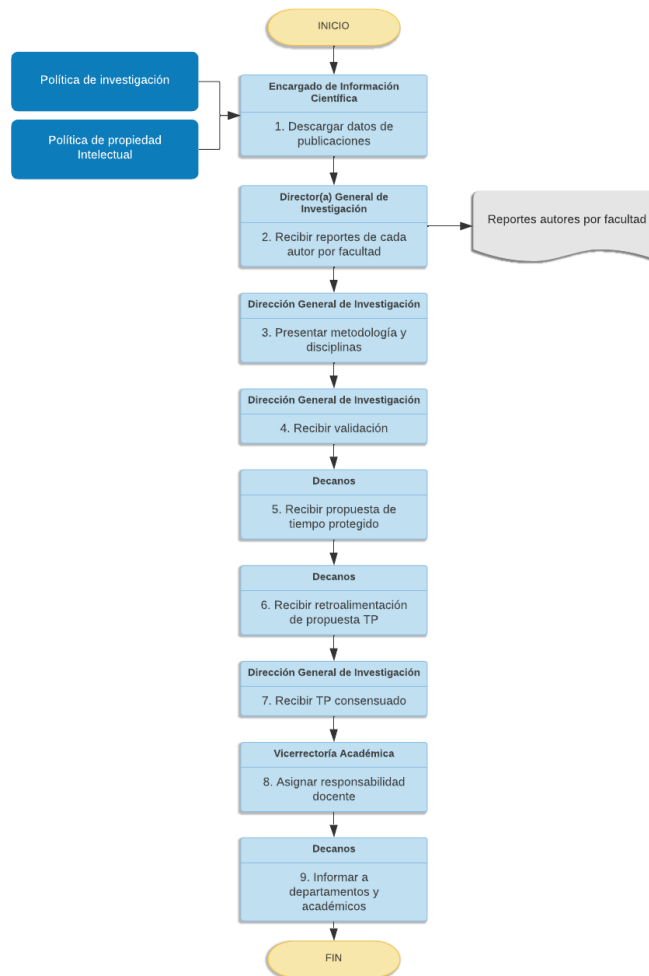 INICIO
Política de investigación
Política de propiedad
Intelectual
Encargado de Información
Científica
1. Descargar datos de
publicaciones
Director(a) General de
Investigación
2. Recibir reportes de cada
autor por facultad
Reportes autores por facultad
Dirección General de Investigación
3. Presentar metodología y
disciplinas
Dirección General de Investigación
4. Recibir validación
Decanos
5. Recibir propuesta de
tiempo protegido
Decanos
6. Recibir retroalimentación
de propuesta TP
Dirección General de Investigación
7. Recibir TP consensuado
Vicerrectoría Académica
8. Asignar responsabilidad
docente
Decanos
9. Informar a
departamentos y
académicos
FIN